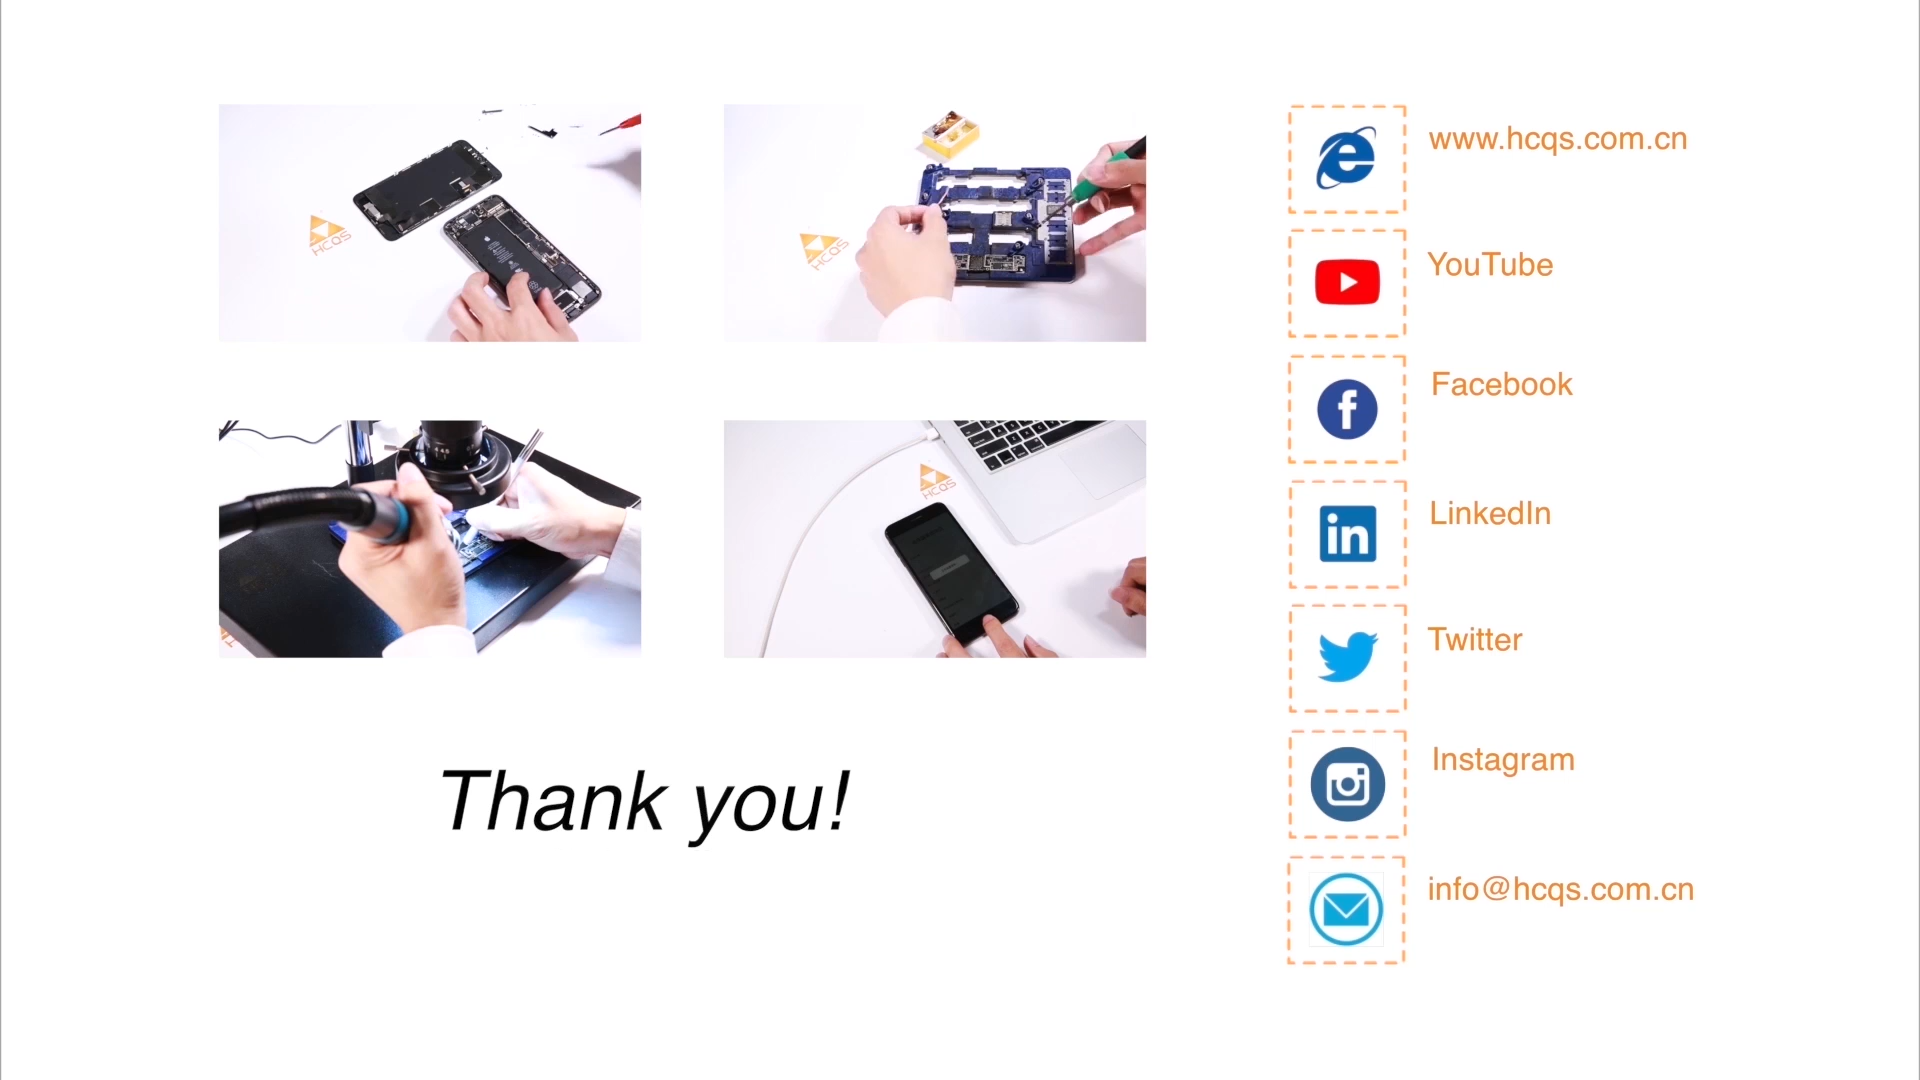 HCQS
HCQS
HCQS
Thank you!
www.hcqs.com.cn
YouTube
Facebook
LinkedIn
Twitter
Instagram
info@hcqs.com.cn